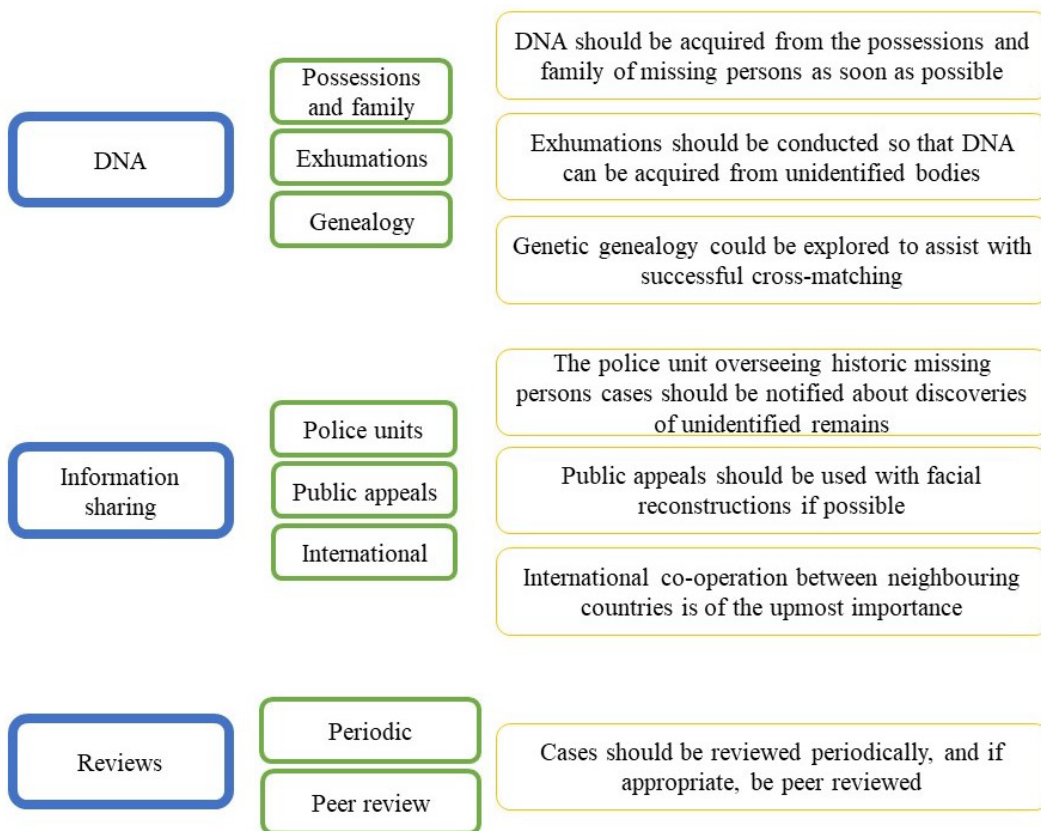 DNA
Possessions
and family
Exhumations
Genealogy
DNA should be acquired from the possessions and
family of missing persons as soon as possible
Exhumations should be conducted so that DNA
can be acquired from unidentified bodies
Genetic genealogy could be explored to assist with
successful cross-matching
Information
sharing
Police units
Public appeals
International
The police unit overseeing historic missing
persons cases should be notified about discoveries
of unidentified remains
Public appeals should be used with facial
reconstructions if possible
International co-operation between neighbouring
countries is of the upmost importance
Reviews
Periodic
Peer review
Cases should be reviewed periodically, and if
appropriate, be peer reviewed